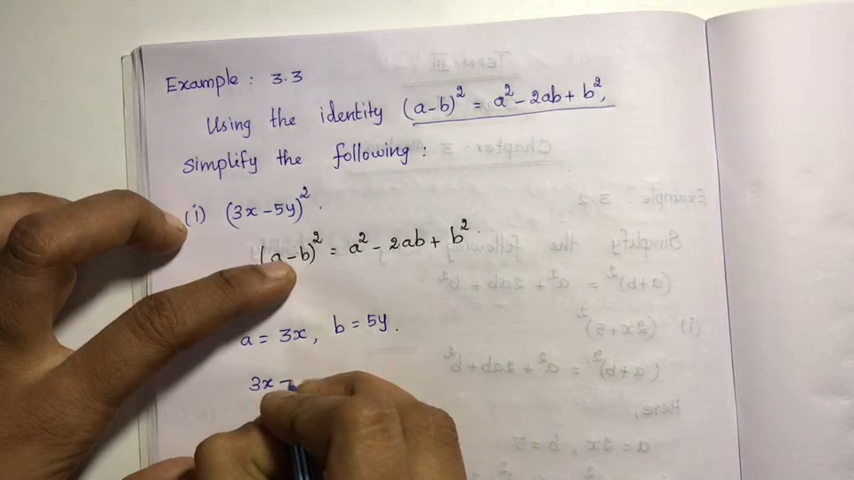 Example : 3.3
Using the identity (a-b)² = a² - 2ab + b²,
Simplify the following :
(i) (3x - 5y)².
(a-b)² = a² - 2ab + b².
a = 3x, b = 5y.
3x -